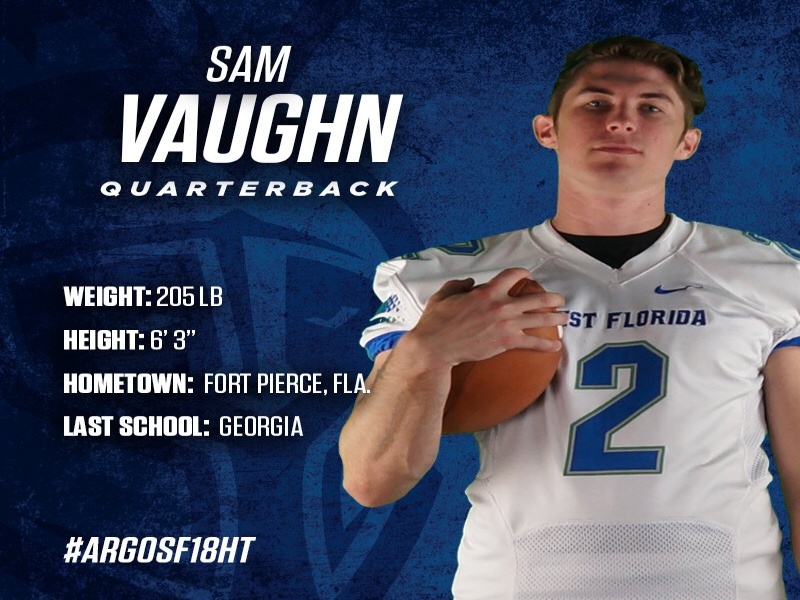 SAM
VAUGHN
QUARTERBACK
WEIGHT: 205 LB
HEIGHT: 6' 3"
HOMETOWN: FORT PIERCE, FLA.
LAST SCHOOL: GEORGIA
#ARGOSF18HT
ST FLORIDA
2
2